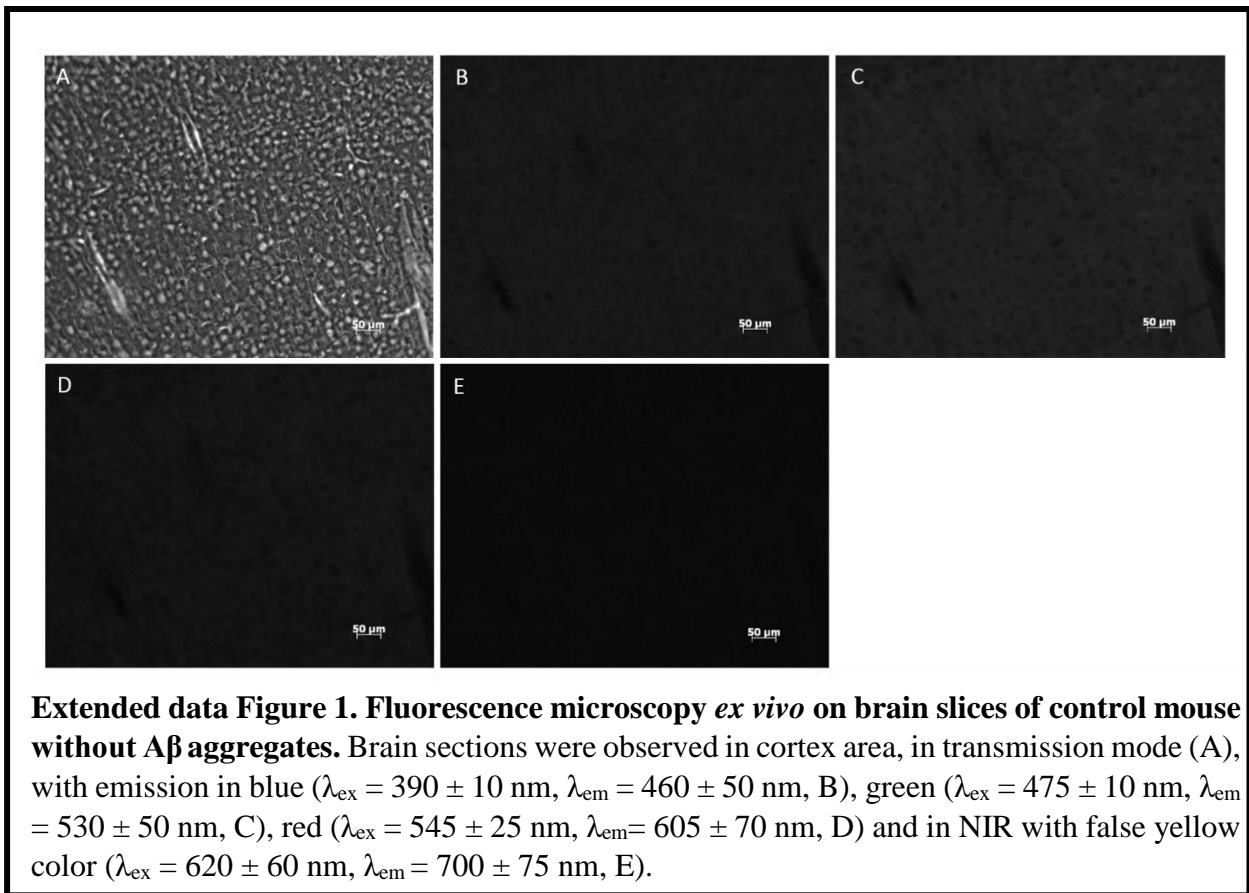 A
B
C
50 µm
50 µm
50 µm
D
E
50 µm
50 µm
Extended data Figure 1. Fluorescence microscopy ex vivo on brain slices of control mouse
without Aβ aggregates. Brain sections were observed in cortex area, in transmission mode (A),
with emission in blue (λex = 390 ± 10 nm, λem = 460 ± 50 nm, B), green (λex = 475 ± 10 nm, λem
= 530 ± 50 nm, C), red (λex = 545 ± 25 nm, λem= 605 ± 70 nm, D) and in NIR with false yellow
color (λex = 620 ± 60 nm, λem = 700 ± 75 nm, E).